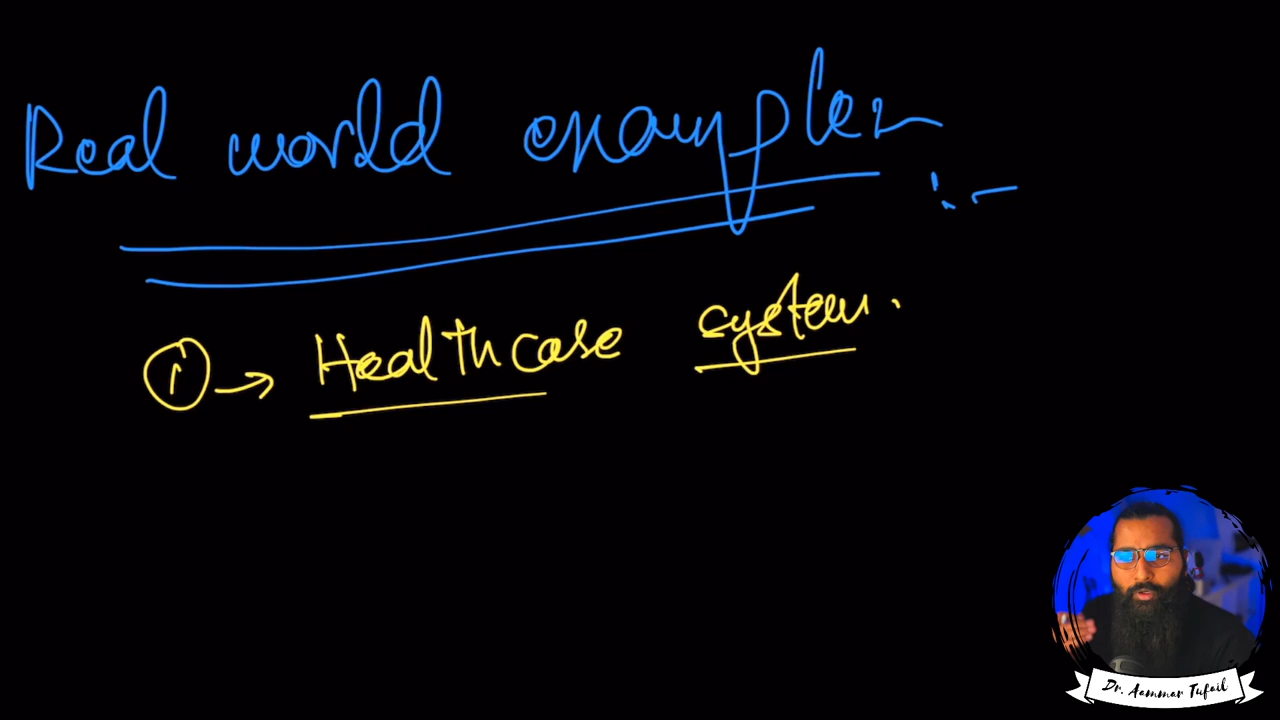 Real world examples :-
① → Healthcare system.
Dr. Aammar Tufail